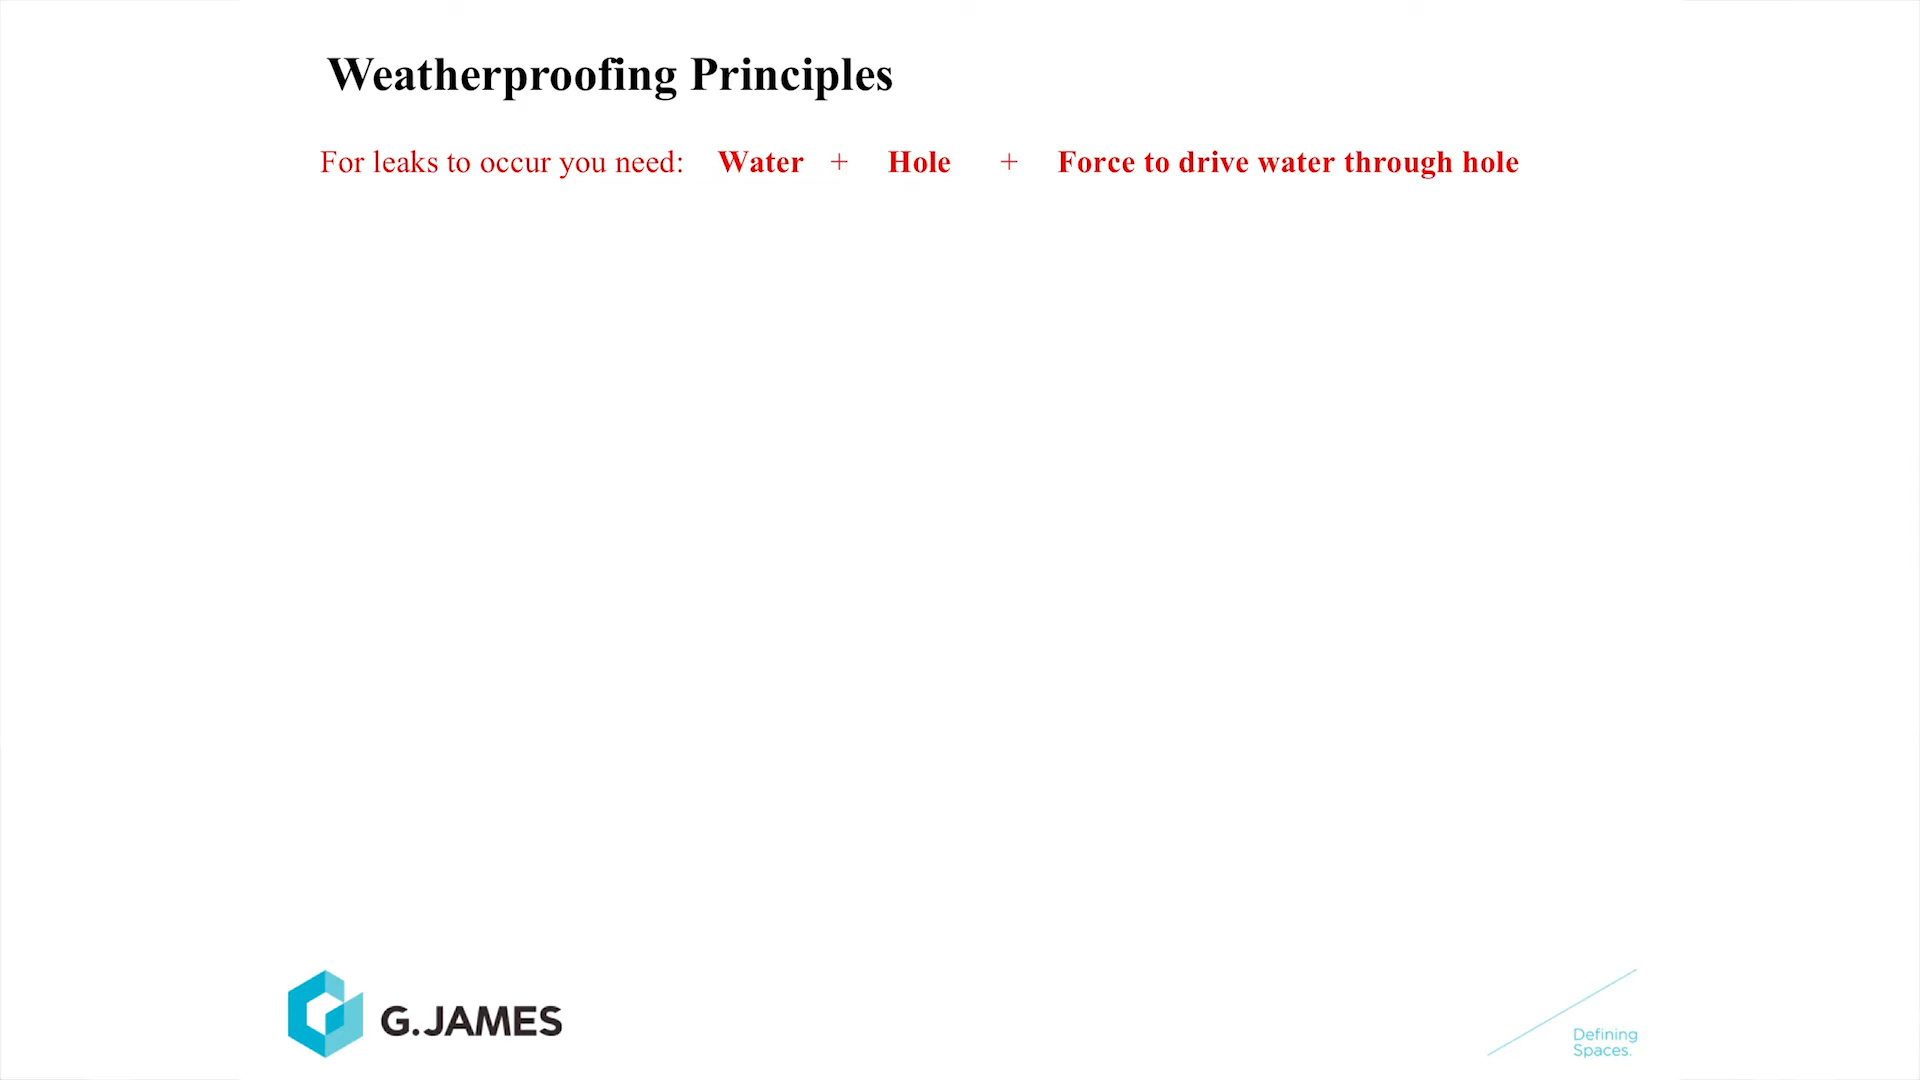 Weatherproofing Principles
For leaks to occur you need: Water + Hole + Force to drive water through hole
G.JAMES
Defining
Spaces.